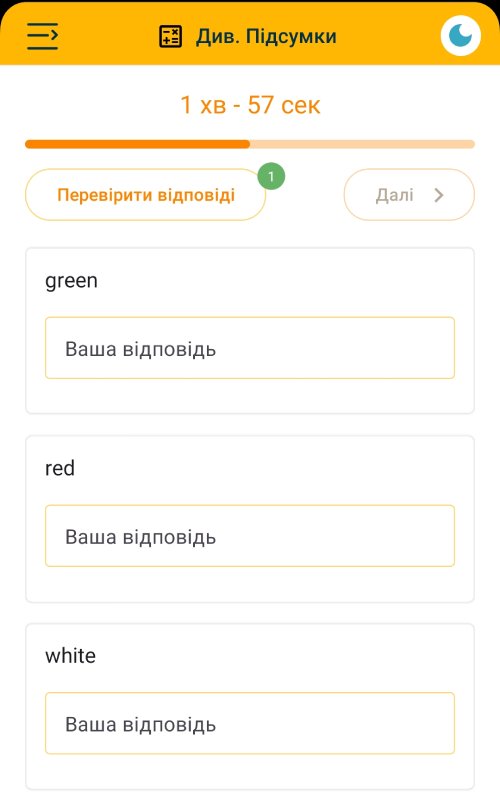 Див. Підсумки
1 хв - 57 сек
Перевірити відповіді
1
Далі
green
Ваша відповідь
red
Ваша відповідь
white
Ваша відповідь